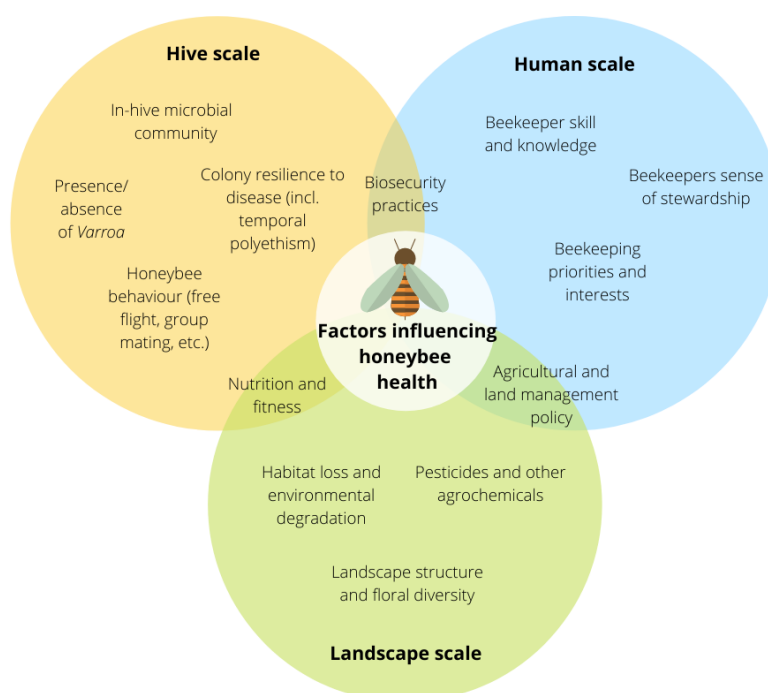 Hive scale
In-hive microbial
community
Presence/
absence
of Varroa
Colony resilience to
disease (incl.
temporal
polyethism)
Honeybee
behaviour (free
flight, group
mating, etc.)
Biosecurity
practices
Human scale
Beekeeper skill
and knowledge
Beekeepers sense
of stewardship
Beekeeping
priorities and
interests
Factors influencing
honeybee
health
Nutrition and
fitness
Agricultural and
land management
policy
Habitat loss and
environmental
degradation
Pesticides and other
agrochemicals
Landscape structure
and floral diversity
Landscape scale